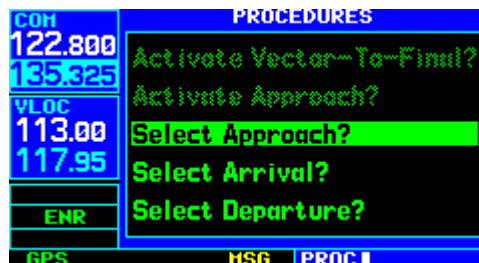 COM
122.800
135.325
VLOC
113.00
117.95
ENR
PROCEDURES
Activate Vector-To-Final?
Activate Approach?
Select Approach?
Select Arrival?
Select Departure?
GPS MSG PROC